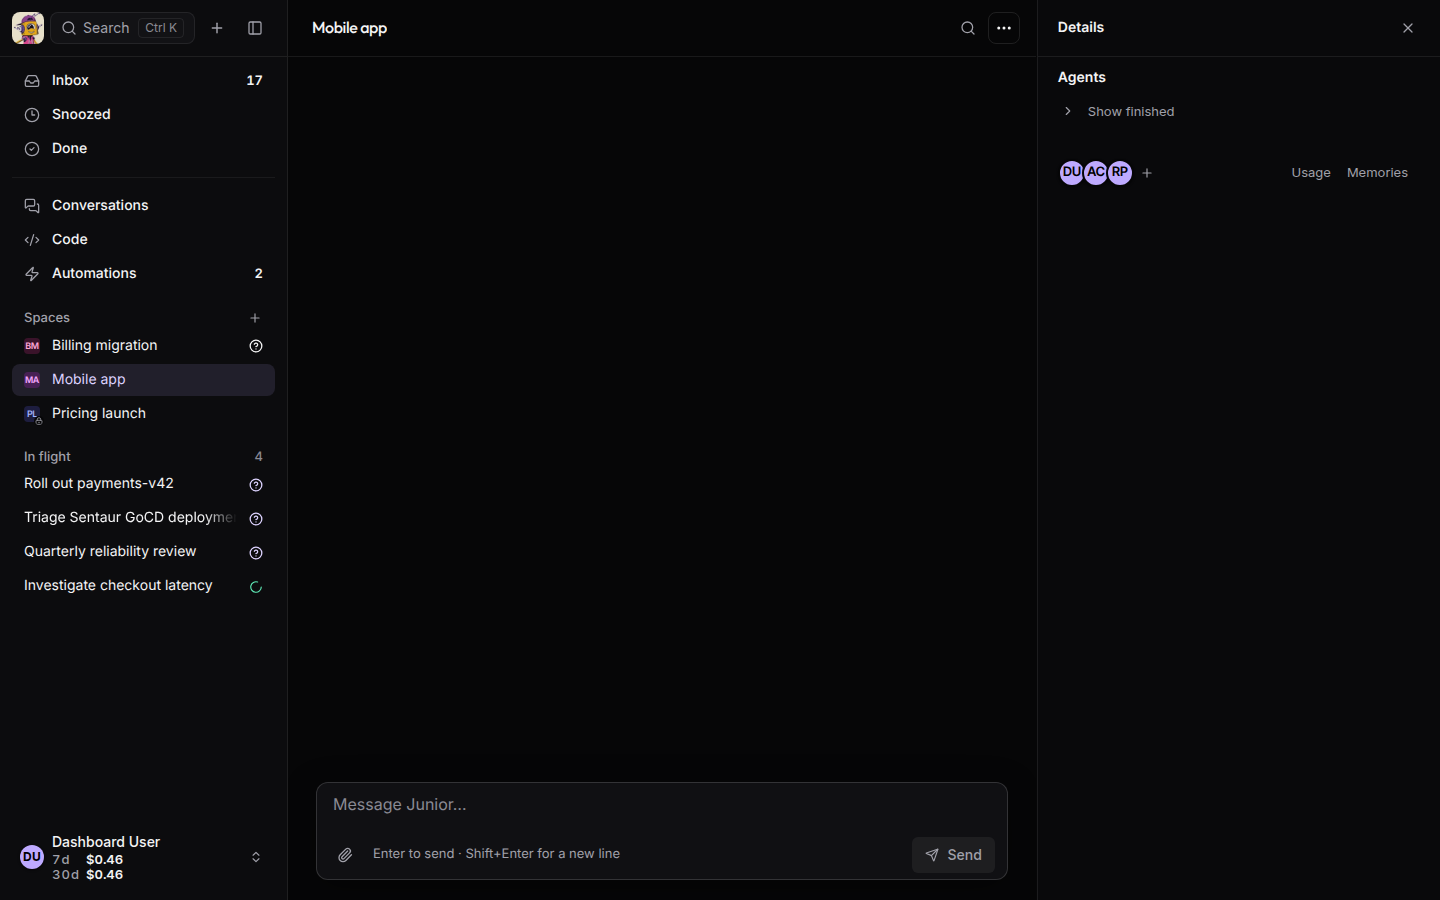 Search Ctrl K
Inbox 17
Snoozed
Done
Conversations
Code
Automations 2
Spaces
BM Billing migration
MA Mobile app
PL Pricing launch
In flight 4
Roll out payments-v42
Triage Sentaur GoCD deployme
Quarterly reliability review
Investigate checkout latency
DU Dashboard User
7d $0.46
30d $0.46
Mobile app
Message Junior...
Enter to send · Shift+Enter for a new line
Send
Details
Agents
Show finished
DU AC RP
Usage Memories